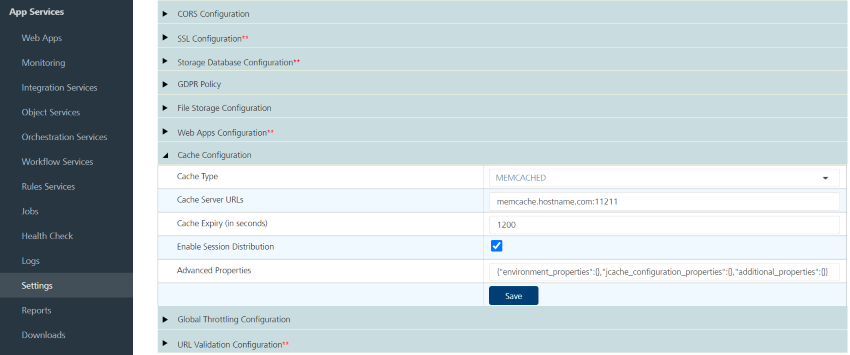 App Services
Web Apps
Monitoring
Integration Services
Object Services
Orchestration Services
Workflow Services
Rules Services
Jobs
Health Check
Logs
Settings
Reports
Downloads
CORS Configuration
SSL Configuration**
Storage Database Configuration**
GDPR Policy
File Storage Configuration
Web Apps Configuration**
Cache Configuration
Cache Type MEMCACHED
Cache Server URLs memcache.hostname.com:11211
Cache Expiry (in seconds) 1200
Enable Session Distribution
Advanced Properties {"environment_properties":{},"jcache_configuration_properties":{},"additional_properties":{}}
Save
Global Throttling Configuration
URL Validation Configuration**